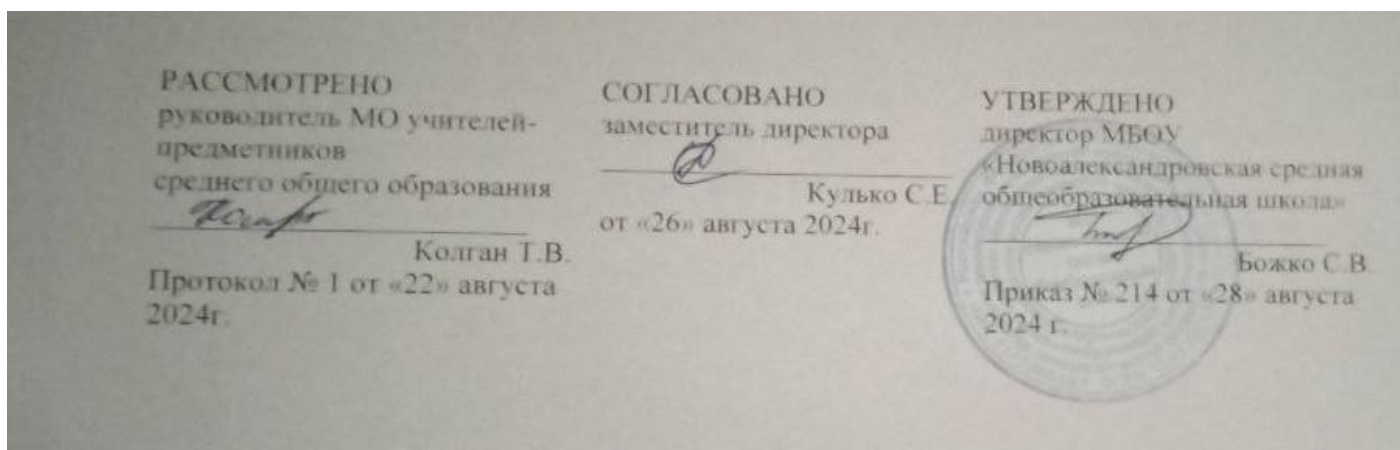 РАССМОТРЕНО
руководитель МО учителей-
предметников
среднего общего образования
Колган Т.В.
Протокол № 1 от «22» августа
2024г.
СОГЛАСОВАНО
заместитель директора
Кулько С.Е.
от «26» августа 2024г.
УТВЕРЖДЕНО
директор МБОУ
«Новоалександровская средняя
общеобразовательная школа»
Божко С.В.
Приказ № 214 от «28» августа
2024 г.